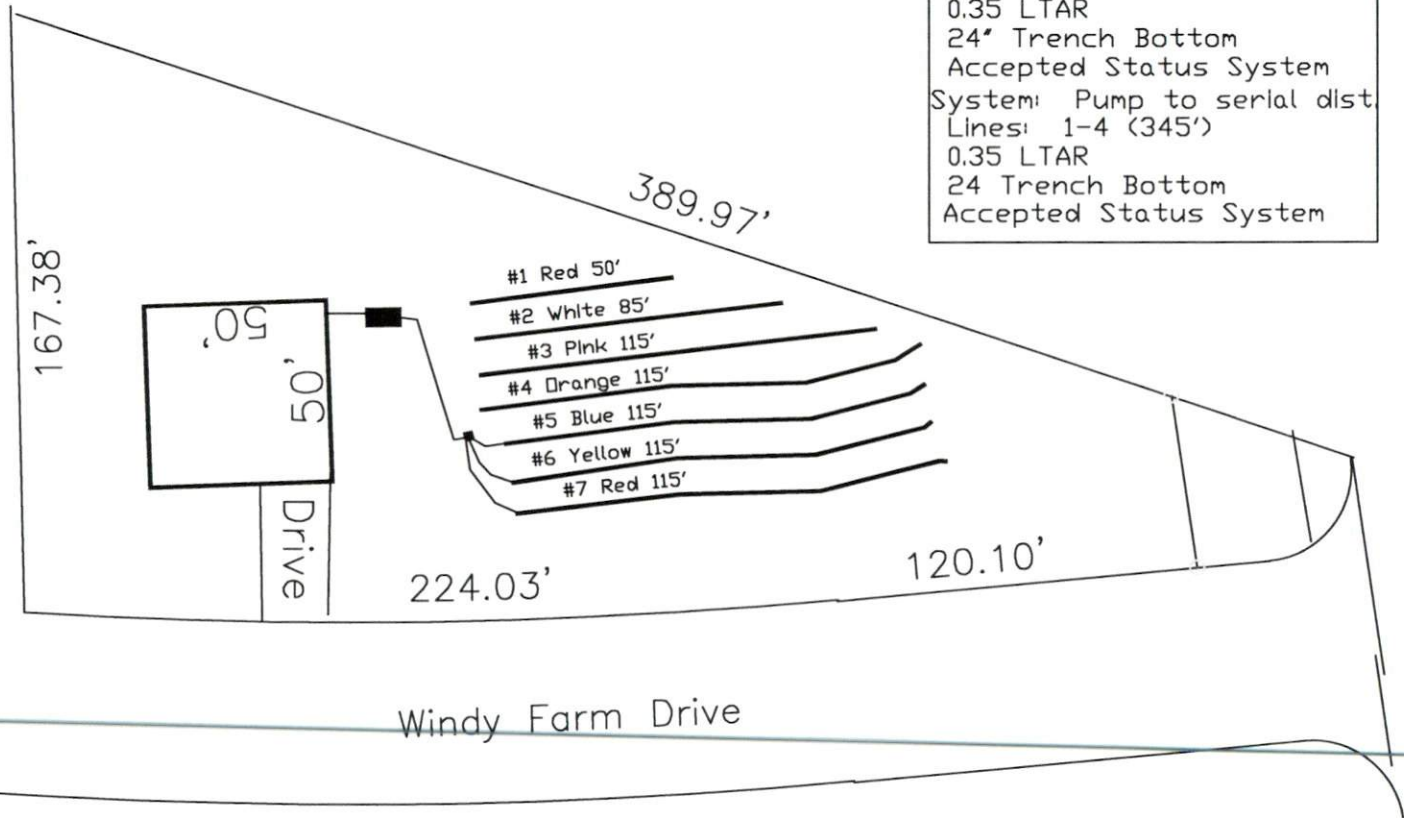 0.35 LTAR
24" Trench Bottom
Accepted Status System
System: Pump to serial dist.
Lines: 1-4 (345')
0.35 LTAR
24 Trench Bottom
Accepted Status System
389.97'
167.38'
50'
50'
#1 Red 50'
#2 White 85'
#3 Pink 115'
#4 Orange 115'
#5 Blue 115'
#6 Yellow 115'
#7 Red 115'
Drive
224.03'
120.10'
Windy Farm Drive